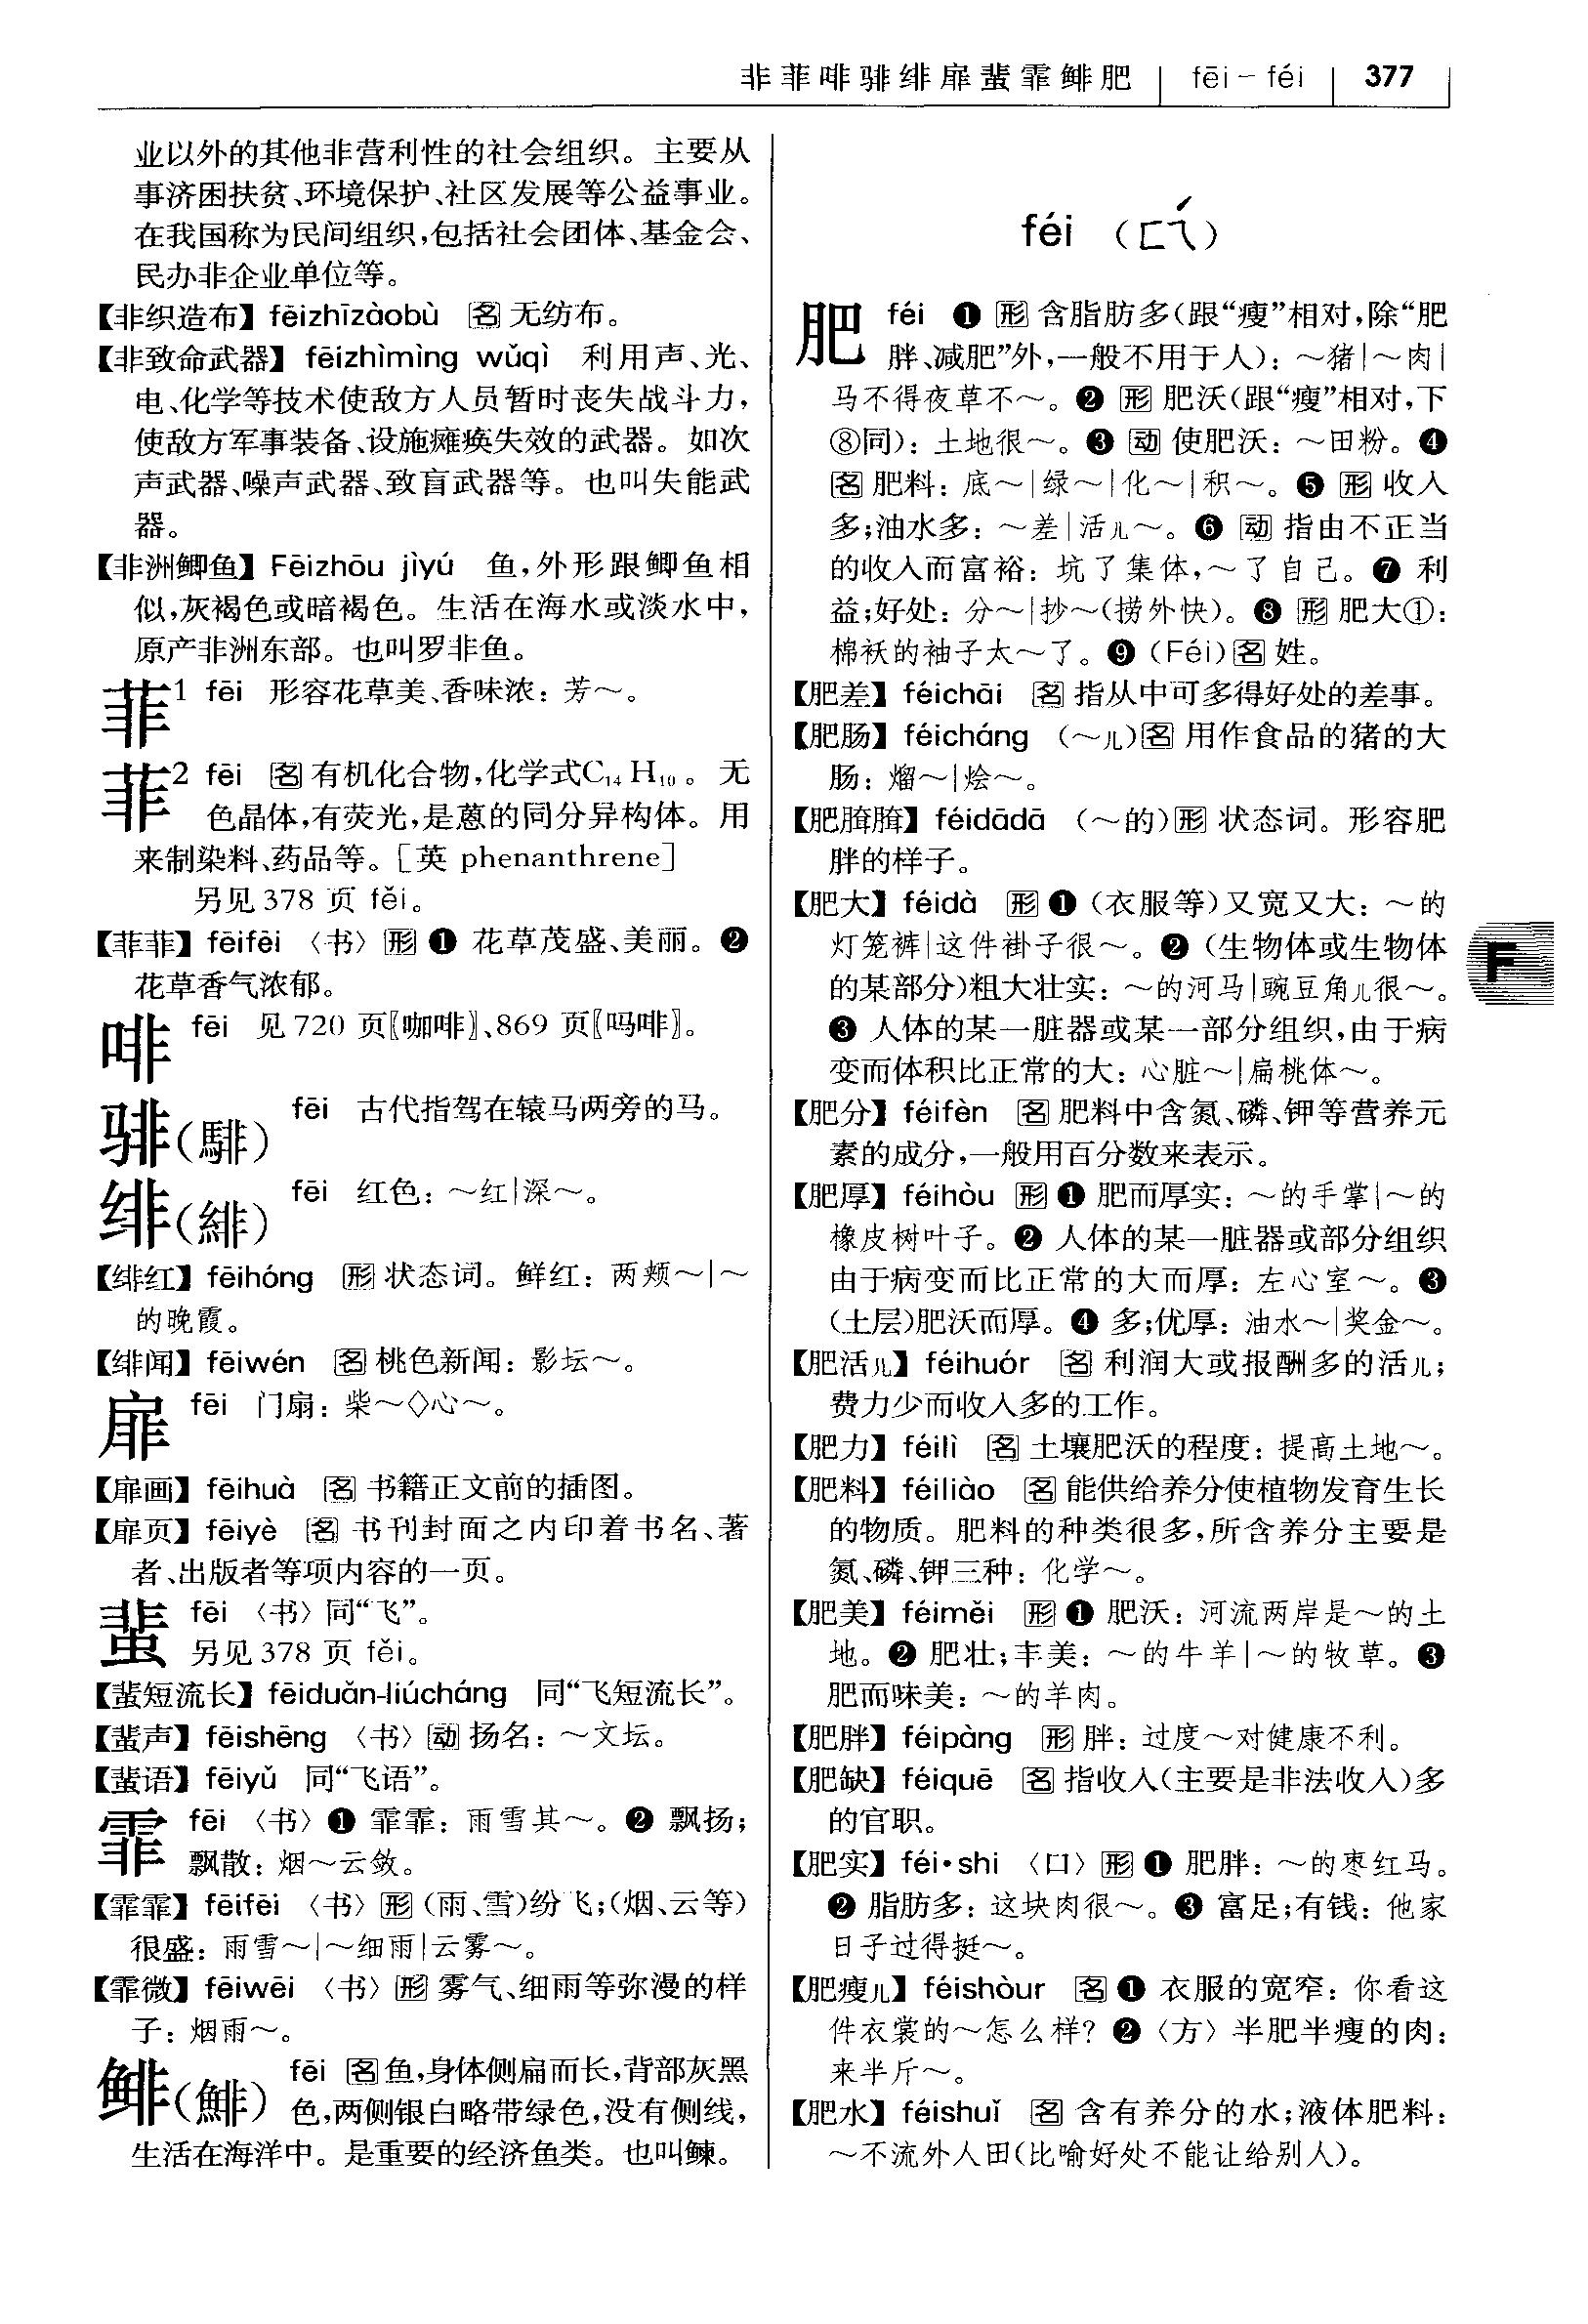 非菲啡骓绯扉蜚霏鲱肥 | fēi－féi | 377
业以外的其他非营利性的社会组织。主要从
事济困扶贫、环境保护、社区发展等公益事业。
在我国称为民间组织,包括社会团体、基金会、
民办非企业单位等。
【非织造布】fēizhīzàobù 名 无纺布。
【非致命武器】fēizhìmìng wǔqì 利用声、光、
电、化学等技术使敌方人员暂时丧失战斗力,
使敌方军事装备、设施瘫痪失效的武器。如次
声武器、噪声武器、致盲武器等。也叫失能武
器。
【非洲鲫鱼】Fēizhōu jìyú 鱼,外形跟鲫鱼相
似,灰褐色或暗褐色。生活在海水或淡水中,
原产非洲东部。也叫罗非鱼。
菲1 fēi 形容花草美、香味浓：芳～。
菲2 fēi 名 有机化合物,化学式C₁₄H₁₀。无
色晶体,有荧光,是蒽的同分异构体。用
来制染料、药品等。[英 phenanthrene]
另见378 页 fěi。
【菲菲】fēifēi 〈书〉形 ❶ 花草茂盛、美丽。❷
花草香气浓郁。
啡 fēi 见 720 页〖咖啡〗、869 页〖吗啡〗。
𬴂(騑) fēi 古代指驾在辕马两旁的马。
绯(緋) fēi 红色：～红|深～。
【绯红】fēihóng 形 状态词。鲜红：两颊～|～
的晚霞。
【绯闻】fēiwén 名 桃色新闻：影坛～。
扉 fēi 门扇：柴～◇心～。
【扉画】fēihuà 名 书籍正文前的插图。
【扉页】fēiyè 名 书刊封面之内印着书名、著
者、出版者等项内容的一页。
蜚 fēi 〈书〉同“飞”。
另见 378 页 fěi。
【蜚短流长】fēiduǎn-liúcháng 同“飞短流长”。
【蜚声】fēishēng 〈书〉动 扬名：～文坛。
【蜚语】fēiyǔ 同“飞语”。
霏 fēi 〈书〉❶ 霏霏：雨雪其～。❷ 飘扬;
飘散：烟～云敛。
【霏霏】fēifēi 〈书〉形 (雨、雪)纷飞;(烟、云等)
很盛：雨雪～|～细雨|云雾～。
【霏微】fēiwēi 〈书〉形 雾气、细雨等弥漫的样
子：烟雨～。
鲱(鯡) fēi 名 鱼,身体侧扁而长,背部灰黑
色,两侧银白略带绿色,没有侧线,
生活在海洋中。是重要的经济鱼类。也叫鰊。
féi (ㄈㄟˊ)
肥 féi ❶ 形 含脂肪多(跟“瘦”相对,除“肥
胖、减肥”外,一般不用于人)：～猪|～肉|
马不得夜草不～。❷ 形 肥沃(跟“瘦”相对,下
⑧同)：土地很～。❸ 动 使肥沃：～田粉。❹
名 肥料：底～|绿～|化～|积～。❺ 形 收入
多;油水多：～差|活儿～。❻ 动 指由不正当
的收入而富裕：坑了集体,～了自己。❼ 利
益;好处：分～|抄～(捞外快)。❽ 形 肥大①：
棉袄的袖子太～了。❾ (Féi)名 姓。
【肥差】féichāi 名 指从中可多得好处的差事。
【肥肠】féicháng (～儿)名 用作食品的猪的大
肠：熘～|烩～。
【肥膪膪】féidādā (～的)形 状态词。形容肥
胖的样子。
【肥大】féidà 形 ❶ (衣服等)又宽又大：～的
灯笼裤|这件褂子很～。❷ (生物体或生物体
的某部分)粗大壮实：～的河马|豌豆角儿很～。
❸ 人体的某一脏器或某一部分组织,由于病
变而体积比正常的大：心脏～|扁桃体～。
【肥分】féifèn 名 肥料中含氮、磷、钾等营养元
素的成分,一般用百分数来表示。
【肥厚】féihòu 形 ❶ 肥而厚实：～的手掌|～的
橡皮树叶子。❷ 人体的某一脏器或部分组织
由于病变而比正常的大而厚：左心室～。❸
(土层)肥沃而厚。❹ 多;优厚：油水～|奖金～。
【肥活儿】féihuór 名 利润大或报酬多的活儿;
费力少而收入多的工作。
【肥力】féilì 名 土壤肥沃的程度：提高土地～。
【肥料】féiliào 名 能供给养分使植物发育生长
的物质。肥料的种类很多,所含养分主要是
氮、磷、钾三种：化学～。
【肥美】féiměi 形 ❶ 肥沃：河流两岸是～的土
地。❷ 肥壮;丰美：～的牛羊|～的牧草。❸
肥而味美：～的羊肉。
【肥胖】féipàng 形 胖：过度～对健康不利。
【肥缺】féiquē 名 指收入(主要是非法收入)多
的官职。
【肥实】féi•shi 〈口〉形 ❶ 肥胖：～的枣红马。
❷ 脂肪多：这块肉很～。❸ 富足;有钱：他家
日子过得挺～。
【肥瘦儿】féishòur 名 ❶ 衣服的宽窄：你看这
件衣裳的～怎么样? ❷〈方〉半肥半瘦的肉：
来半斤～。
【肥水】féishuǐ 名 含有养分的水;液体肥料：
～不流外人田(比喻好处不能让给别人)。
F